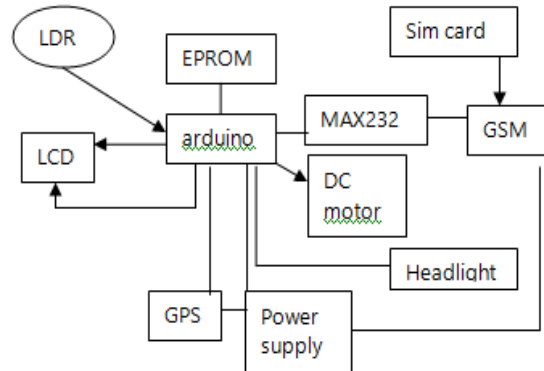 LDR
Sim card
EPROM
MAX232
GSM
arduino
LCD
DC
motor
Headlight
GPS
Power
supply